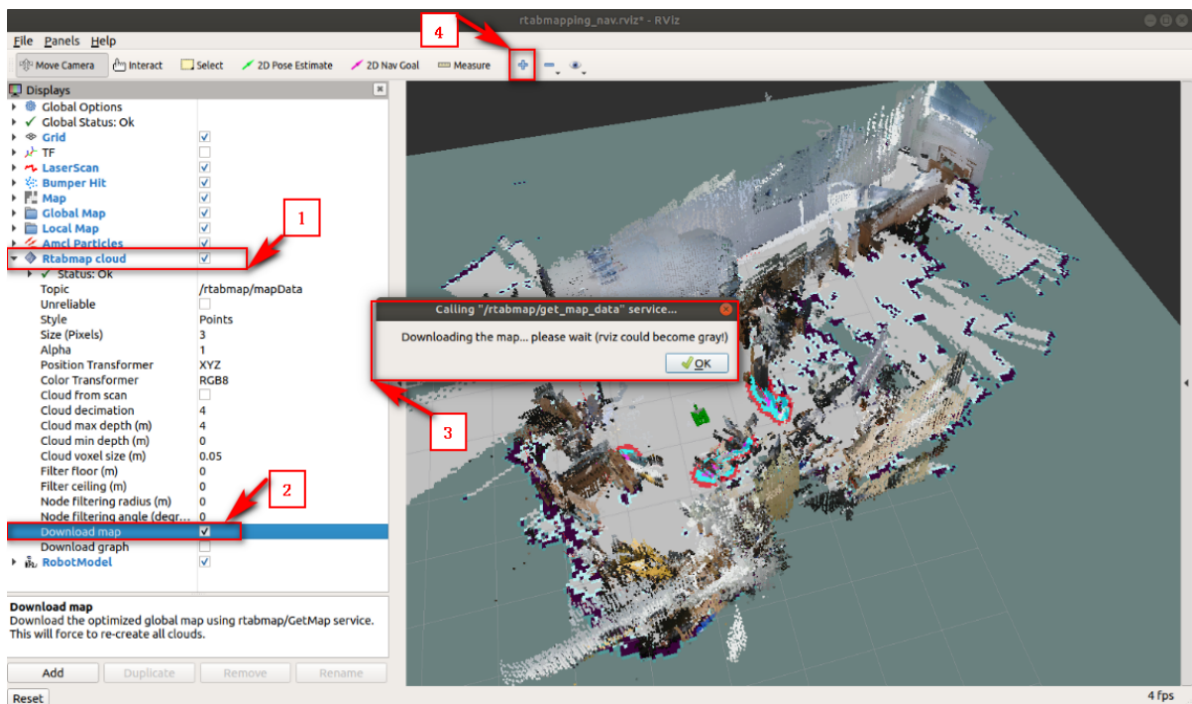 rtabmapping_nav.rviz* - RViz
4
File Panels Help
Move Camera Interact Select 2D Pose Estimate 2D Nav Goal Measure
Displays
Global Options
Global Status: Ok
Grid
TF
LaserScan
Bumper Hit
Map
Global Map
1
Local Map
Amcl Particles
Rtabmap cloud
Status: Ok
Topic /rtabmap/mapData
Unreliable
Style Points
Size (Pixels) 3
Alpha 1
Position Transformer XYZ
Color Transformer RGB8
Cloud from scan
Cloud decimation 4
Cloud max depth (m) 4
Cloud min depth (m) 0
Cloud voxel size (m) 0.05
Filter floor (m) 0
Filter ceiling (m) 0
2
Node filtering radius (m) 0
Node filtering angle (degr... 0
Download map
Download graph
RobotModel
Calling "/rtabmap/get_map_data" service...
Downloading the map... please wait (rviz could become gray!)
OK
3
Download map
Download the optimized global map using rtabmap/GetMap service.
This will force to re-create all clouds.
Add Duplicate Remove Rename
Reset
4 fps